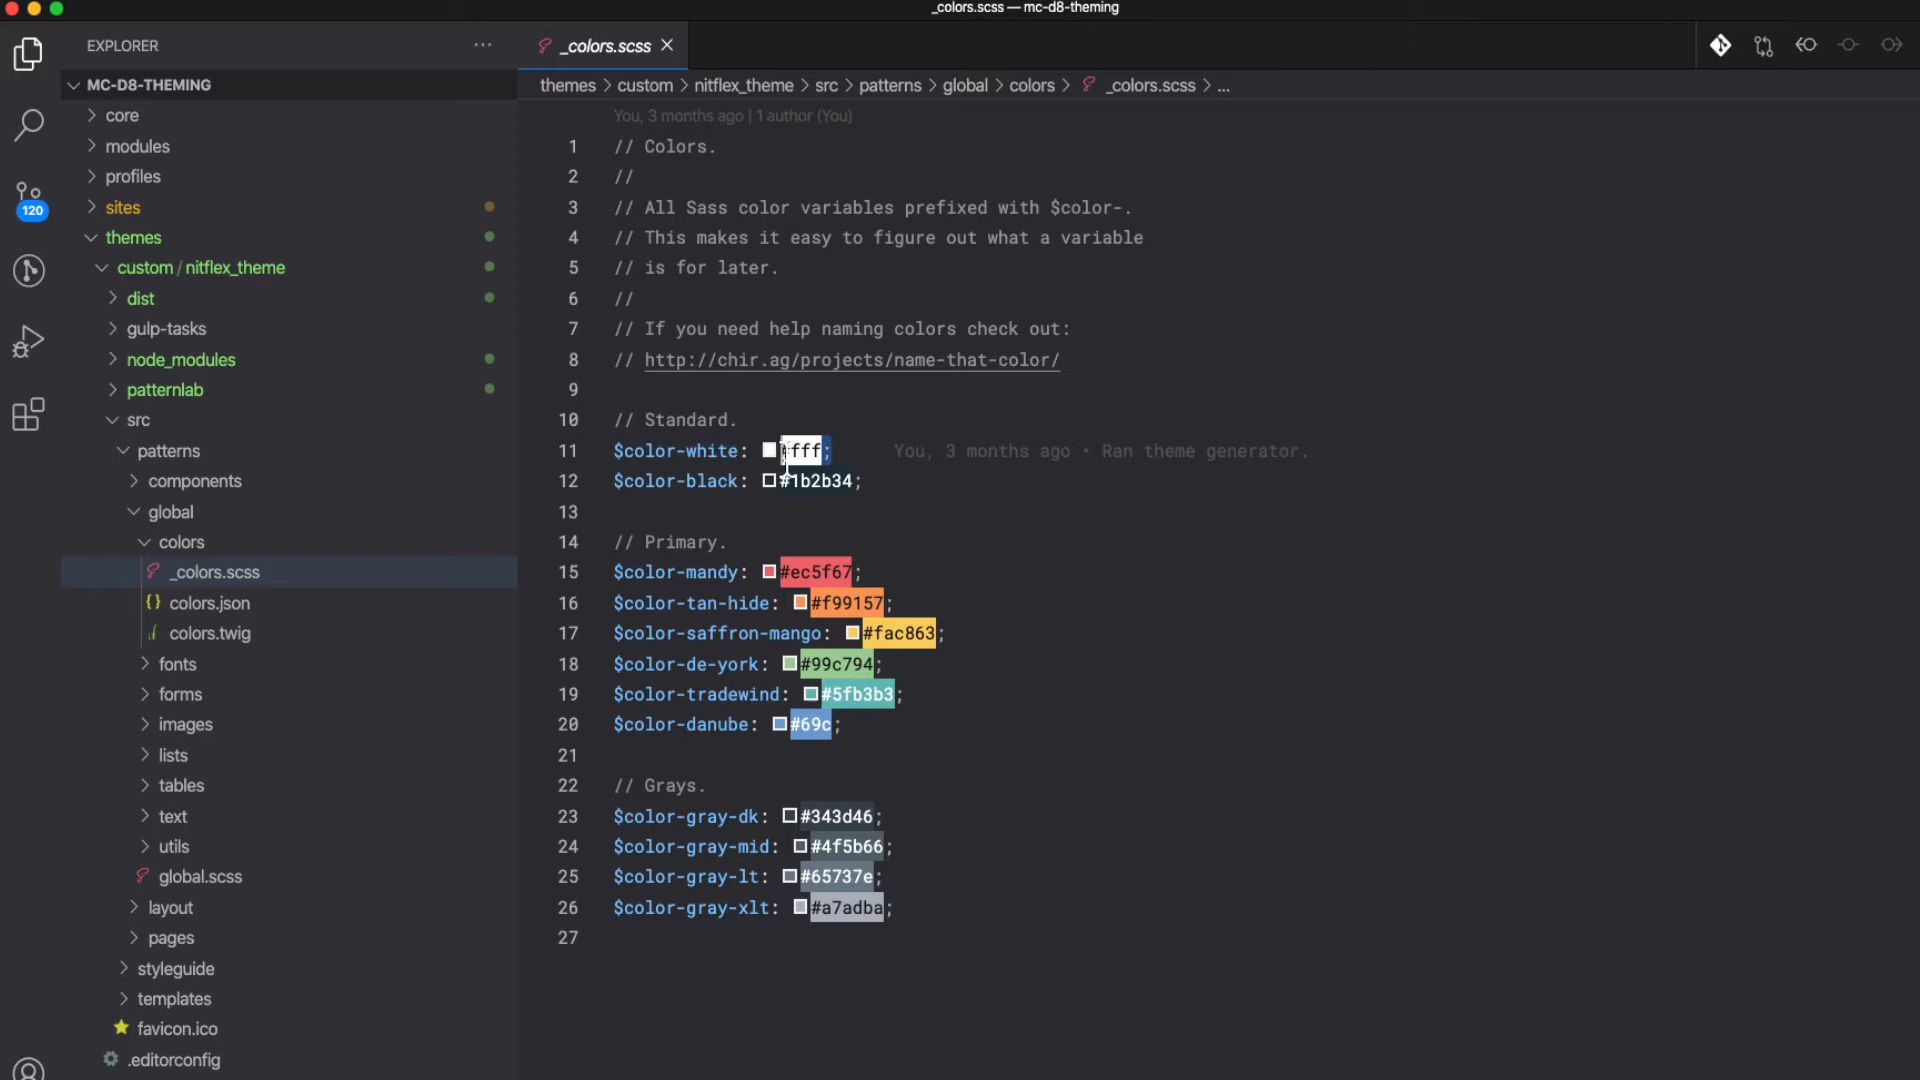 _colors.scss — mc-d8-theming
EXPLORER
_colors.scss
MC-D8-THEMING
themes > custom > nitflex_theme > src > patterns > global > colors > _colors.scss > ...
core
modules
profiles
sites
themes
custom / nitflex_theme
dist
gulp-tasks
node_modules
patternlab
src
patterns
components
global
colors
_colors.scss
colors.json
colors.twig
fonts
forms
images
lists
tables
text
utils
global.scss
layout
pages
styleguide
templates
favicon.ico
.editorconfig
120
You, 3 months ago | 1 author (You)
1 // Colors.
2 //
3 // All Sass color variables prefixed with $color-.
4 // This makes it easy to figure out what a variable
5 // is for later.
6 //
7 // If you need help naming colors check out:
8 // http://chir.ag/projects/name-that-color/
9
10 // Standard.
11 $color-white: #fff; You, 3 months ago • Ran theme generator.
12 $color-black: #1b2b34;
13
14 // Primary.
15 $color-mandy: #ec5f67;
16 $color-tan-hide: #f99157;
17 $color-saffron-mango: #fac863;
18 $color-de-york: #99c794;
19 $color-tradewind: #5fb3b3;
20 $color-danube: #69c;
21
22 // Grays.
23 $color-gray-dk: #343d46;
24 $color-gray-mid: #4f5b66;
25 $color-gray-lt: #65737e;
26 $color-gray-xlt: #a7adba;
27